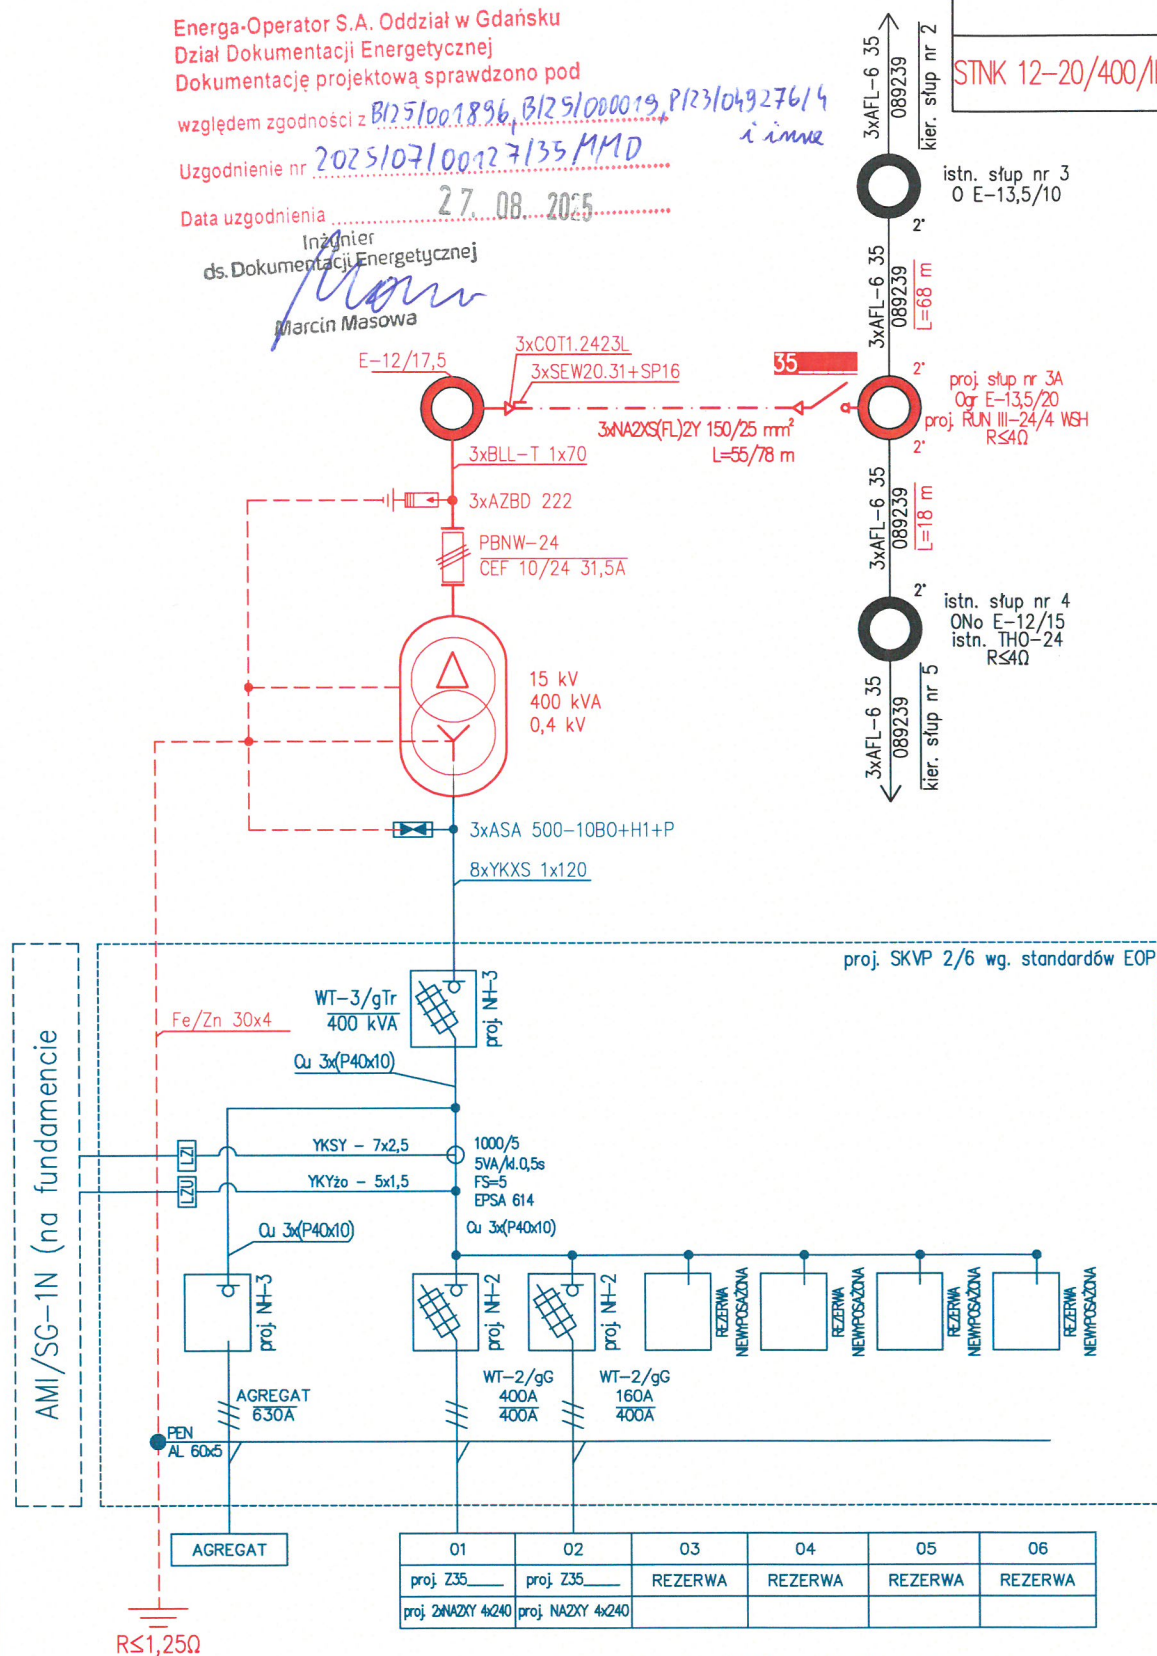 Energa-Operator S.A. Oddział w Gdańsku
Dział Dokumentacji Energetycznej
Dokumentację projektową sprawdzono pod
względem zgodności z B/25/001896, B/25/000019, P/23/049276/4
i inne
Uzgodnienie nr 2025/07/00127/35/MMD
Data uzgodnienia 27. 08. 2025
Inżynier
ds. Dokumentacji Energetycznej
Marcin Masowa
STNK 12-20/400/
3xAFL-6 35
089239
kier. słup nr 2
istn. słup nr 3
O E-13,5/10
2°
3xAFL-6 35
089239
L=68 m
2°
35
proj. słup nr 3A
Ogr E-13,5/20
proj. RUN III-24/4 WSH
R≤4Ω
2°
3xAFL-6 35
089239
L=18 m
2°
istn. słup nr 4
ONo E-12/15
istn. THO-24
R≤4Ω
3xAFL-6 35
089239
kier. słup nr 5
E-12/17,5
3xCOT1.2423L
3xSEW20.31+SP16
3xNA2XS(FL)2Y 150/25 mm²
L=55/78 m
3xBLL-T 1x70
3xAZBD 222
PBNW-24
CEF 10/24 31,5A
15 kV
400 kVA
0,4 kV
3xASA 500-10BO+H1+P
8xYKXS 1x120
proj. SKVP 2/6 wg. standardów EOP
AMI/SG-1N (na fundamencie
Fe/Zn 30x4
WT-3/gTr
400 kVA
proj. NH-3
Cu 3x(P40x10)
LZI
YKSY - 7x2,5
1000/5
5VA/kl.0,5s
FS=5
EPSA 614
LZU
YKYżo - 5x1,5
Cu 3x(P40x10)
Cu 3x(P40x10)
proj. NH-3
proj. NH-2
proj. NH-2
REZERWA
NIEWYPOSAŻONA
REZERWA
NIEWYPOSAŻONA
REZERWA
NIEWYPOSAŻONA
REZERWA
NIEWYPOSAŻONA
AGREGAT
630A
WT-2/gG
400A
400A
WT-2/gG
160A
400A
PEN
AL 60x5
AGREGAT
01 02 03 04 05 06
proj. Z35____ proj. Z35____ REZERWA REZERWA REZERWA REZERWA
proj. 2xNA2XY 4x240 proj. NA2XY 4x240
R≤1,25Ω